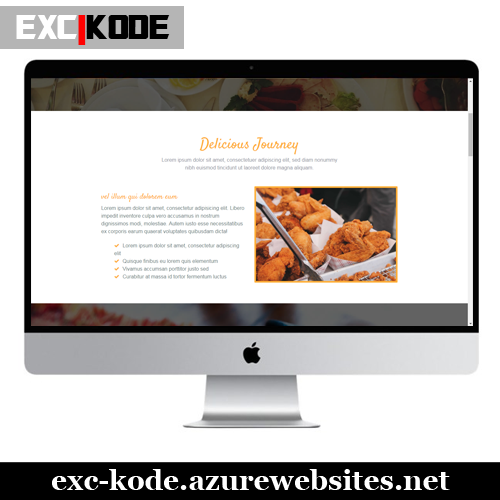 EXC|KODE
Delicious Journey
Lorem ipsum dolor sit amet, consectetuer adipiscing elit, sed diam nonummy
nibh euismod tincidunt ut laoreet dolore magna aliquam
vel illum qui dolorem eum
Lorem ipsum dolor sit amet, consectetur adipiscing elit. Libero
impedit inventore culpa vero accusamus in nostrum
dignissimos modi, molestiae. Autem iusto esse necessitatibus
ex corporis earum quaerat voluptates quibusdam dicta!
Lorem ipsum dolor sit amet, consectetur adipiscing
elit
Quisque finibus su lorem quis elementum
Vivamus accumsan porttitor justo sed
Curabitur at massa id tortor fermentum luctus
exc-kode.azurewebsites.net